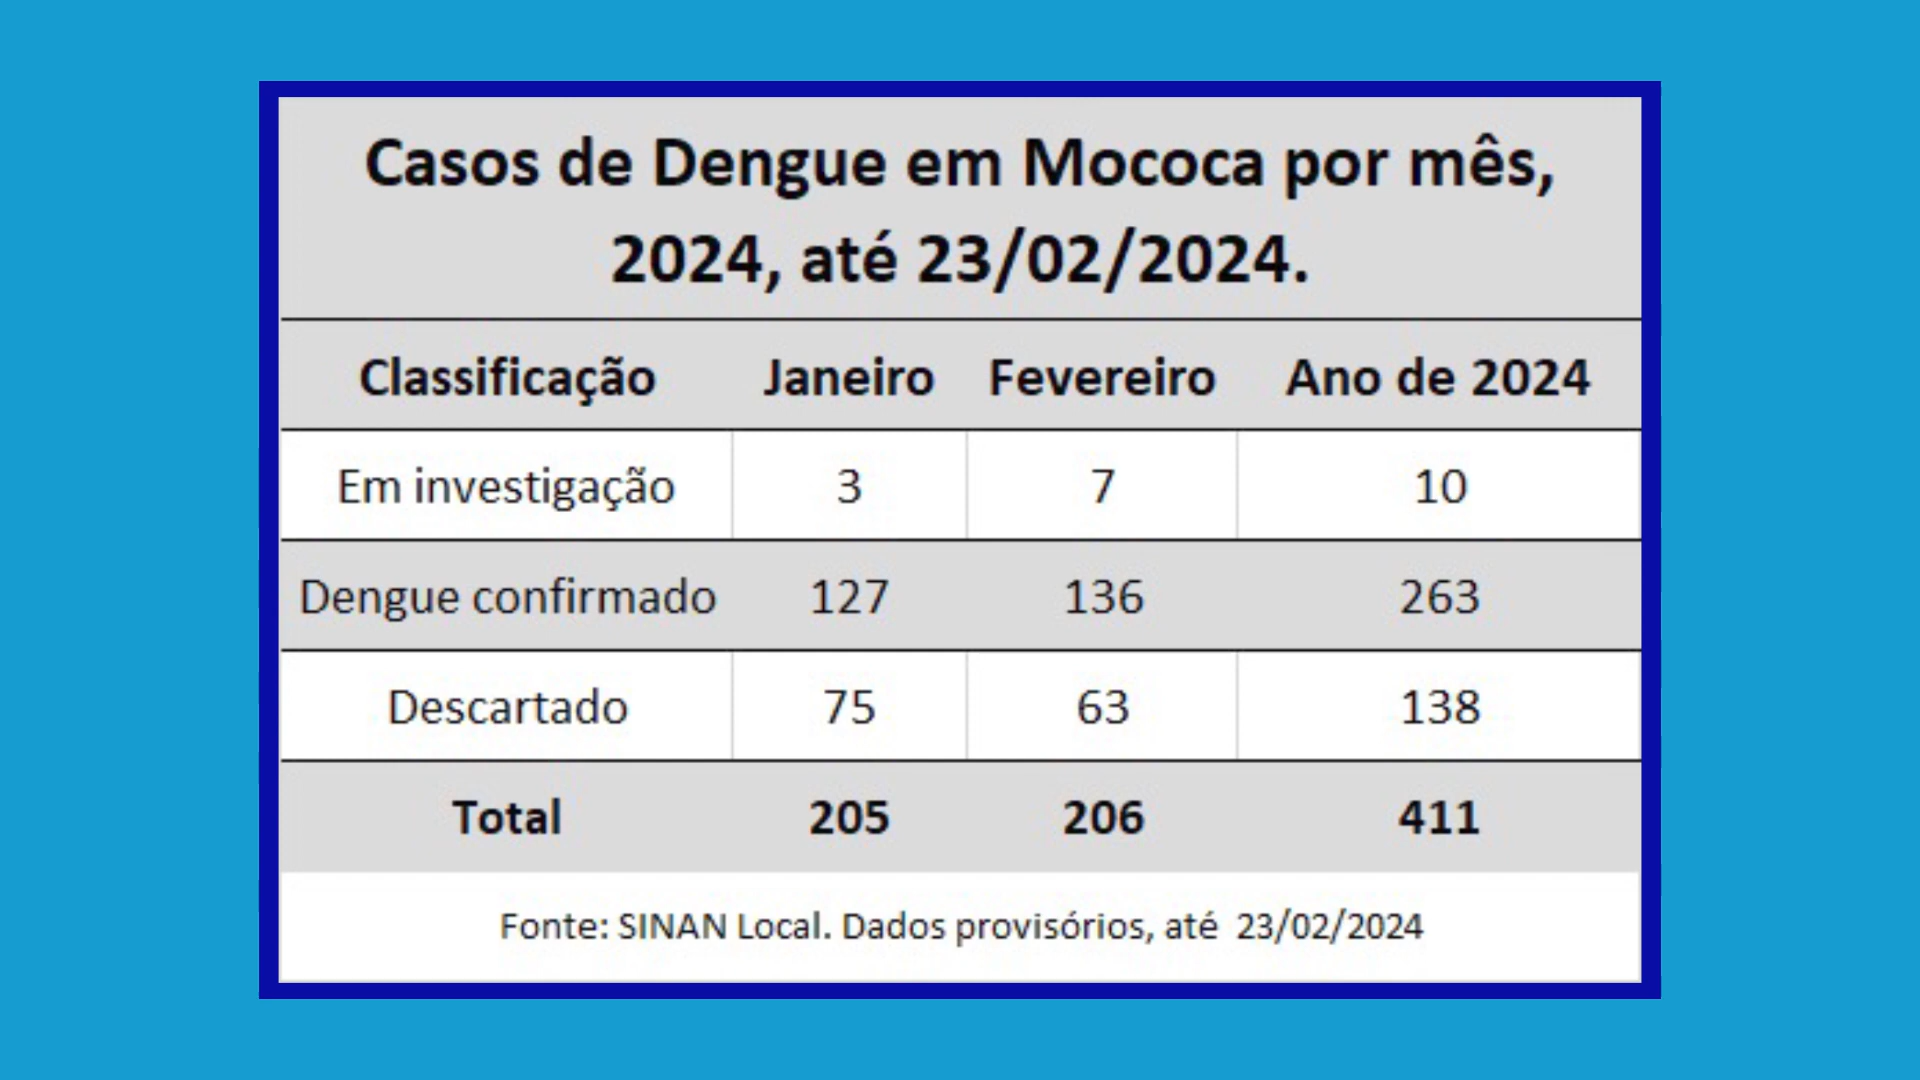 Casos de Dengue em Mococa por mês,
2024, até 23/02/2024.
Classificação Janeiro Fevereiro Ano de 2024
Em investigação 3 7 10
Dengue confirmado 127 136 263
Descartado 75 63 138
Total 205 206 411
Fonte: SINAN Local. Dados provisórios, até 23/02/2024